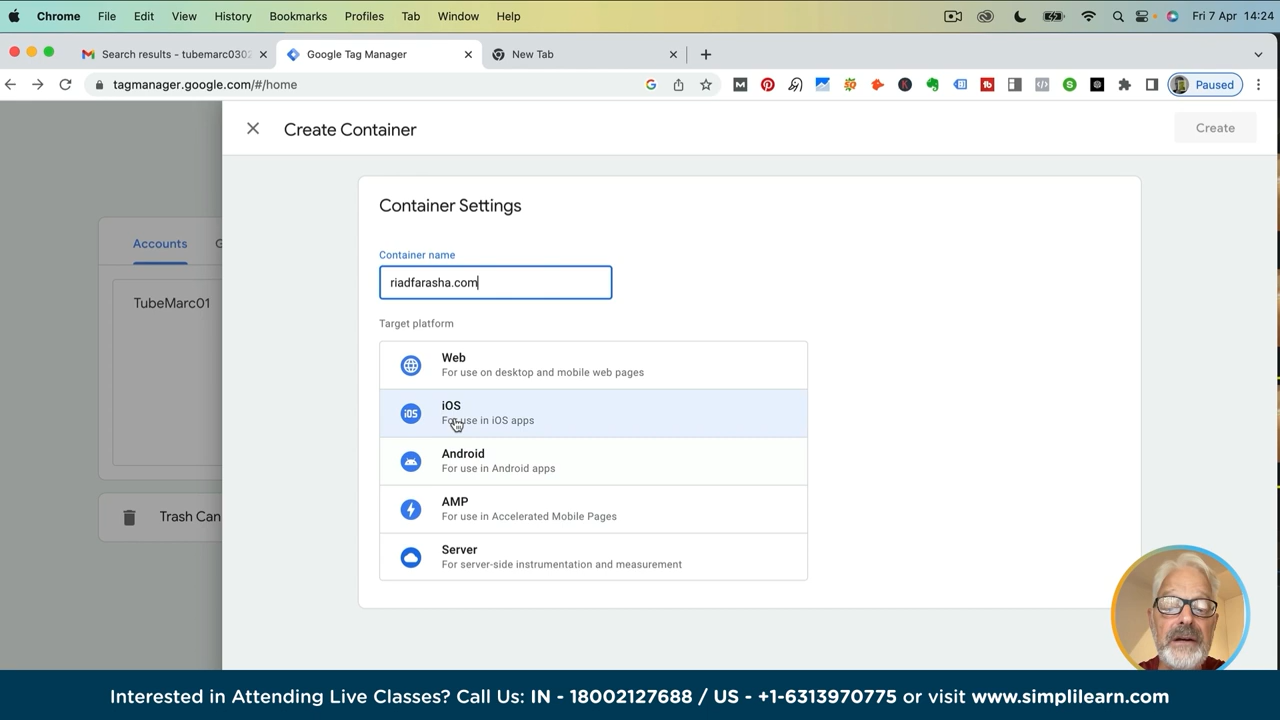 Chrome File Edit View History Bookmarks Profiles Tab Window Help Fri 7 Apr 14:24
Search results - tubemarc030 Google Tag Manager New Tab
tagmanager.google.com/#/home Paused
Create Container Create
Container Settings
Accounts
Container name
riadfarasha.com
TubeMarc01
Target platform
Web
For use on desktop and mobile web pages
iOS
iOS
For use in iOS apps
Android
For use in Android apps
AMP
For use in Accelerated Mobile Pages
Trash Can
Server
For server-side instrumentation and measurement
Interested in Attending Live Classes? Call Us: IN - 18002127688 / US - +1-6313970775 or visit www.simplilearn.com